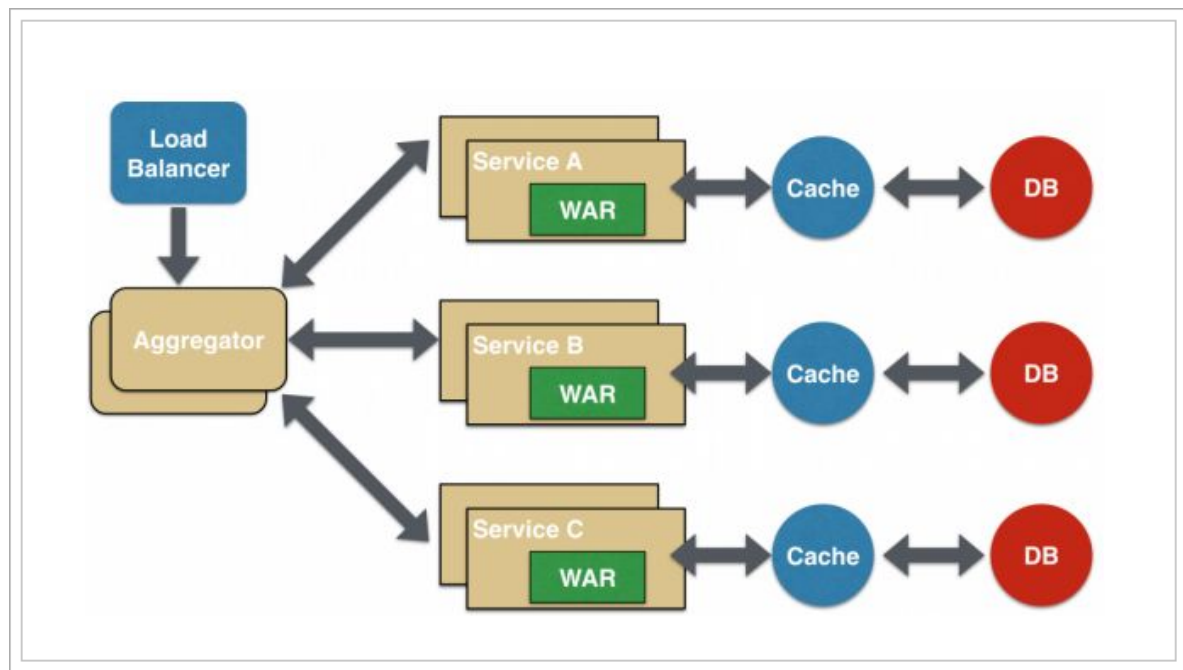 Load
Balancer
Aggregator
Service A
WAR
Cache
DB
Service B
WAR
Cache
DB
Service C
WAR
Cache
DB